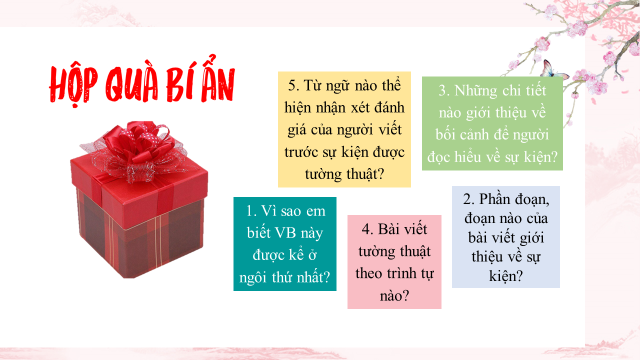 HỘP QUÀ BÍ ẨN
5. Từ ngữ nào thể
hiện nhận xét đánh
giá của người viết
trước sự kiện được
tường thuật?
3. Những chi tiết
nào giới thiệu về
bối cảnh để người
đọc hiểu về sự kiện?
1. Vì sao em
biết VB này
được kể ở
ngôi thứ nhất?
4. Bài viết
tường thuật
theo trình tự
nào?
2. Phần đoạn,
đoạn nào của
bài viết giới
thiệu về sự
kiện?